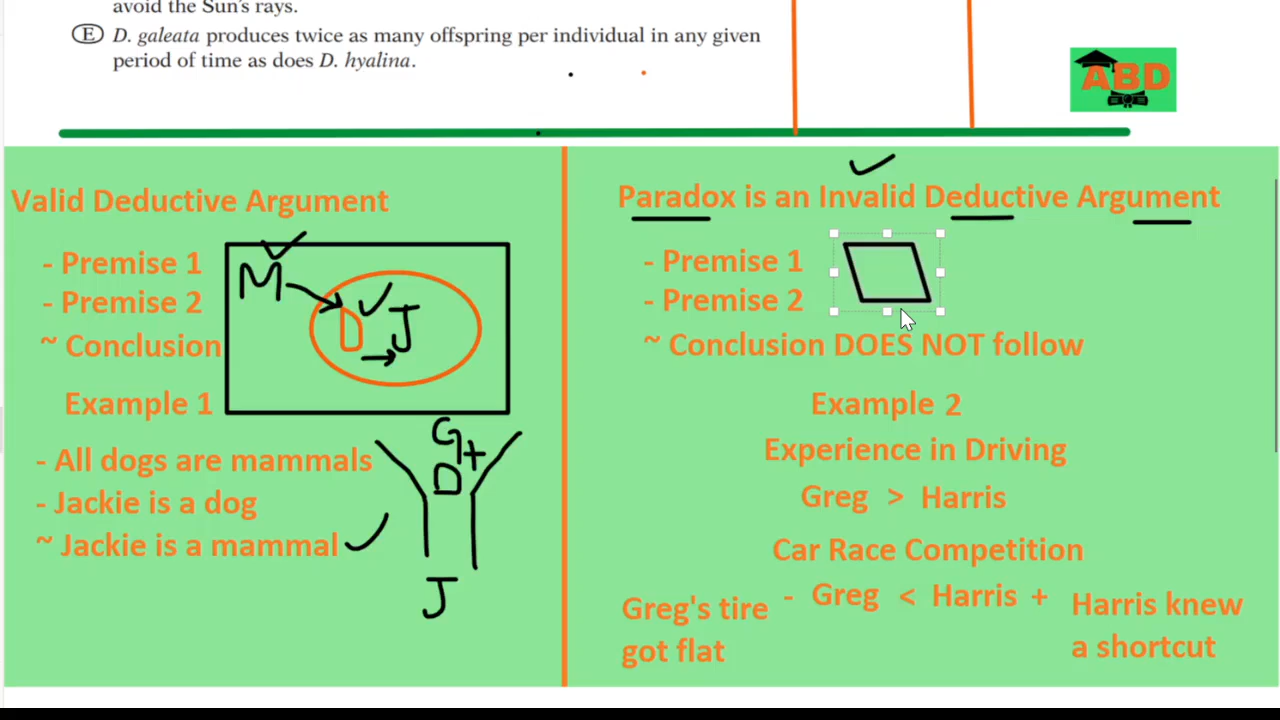 avoid the Sun's rays.
E D. galeata produces twice as many offspring per individual in any given
period of time as does D. hyalina.
ABD
Valid Deductive Argument
- Premise 1
- Premise 2
~ Conclusion
M
D
J
Example 1
- All dogs are mammals
- Jackie is a dog
~ Jackie is a mammal
G+
D
J
Paradox is an Invalid Deductive Argument
- Premise 1
- Premise 2
~ Conclusion DOES NOT follow
Example 2
Experience in Driving
Greg > Harris
Car Race Competition
- Greg < Harris +
Greg's tire
got flat
Harris knew
a shortcut